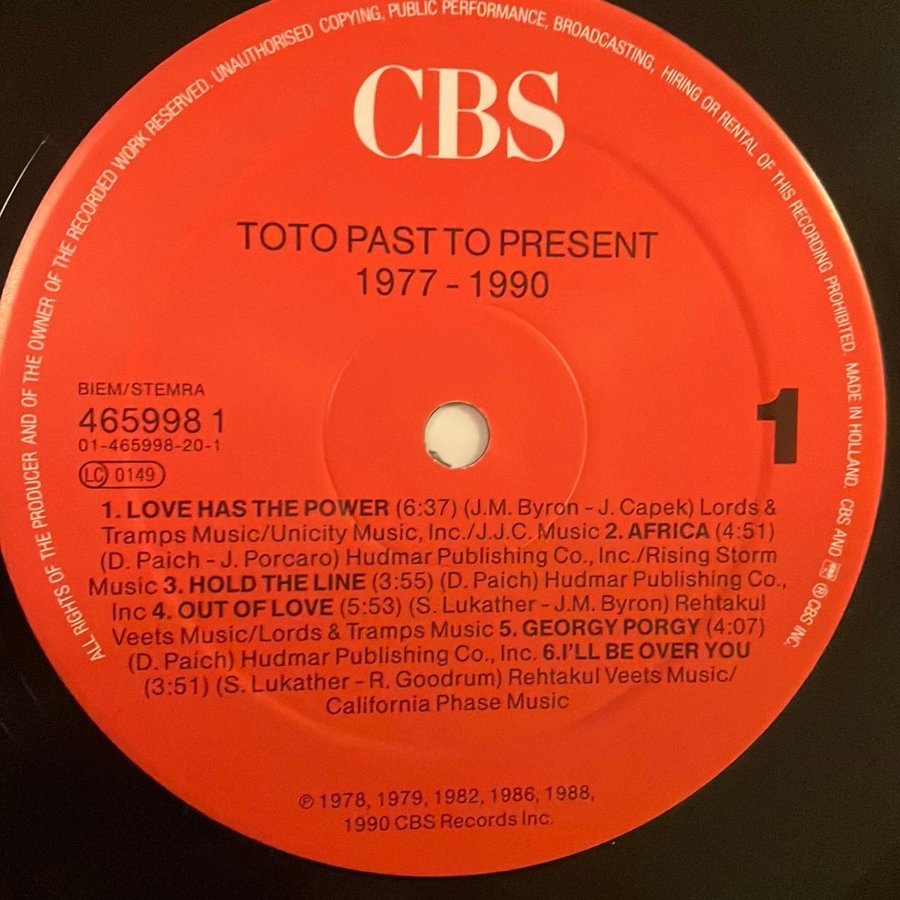 ALL RIGHTS OF THE PRODUCER AND OF THE OWNER OF THE RECORDED WORK RESERVED. UNAUTHORISED COPYING, PUBLIC PERFORMANCE, BROADCASTING, HIRING OR RENTAL OF THIS RECORDING PROHIBITED. MADE IN HOLLAND. CBS AND ℗ CBS INC.
CBS
TOTO PAST TO PRESENT
1977 - 1990
BIEM/STEMRA
465998 1
01-465998-20-1
LC 0149
1
1. LOVE HAS THE POWER (6:37) (J.M. Byron - J. Capek) Lords &
Tramps Music/Unicity Music, Inc./J.J.C. Music 2. AFRICA (4:51)
(D. Paich - J. Porcaro) Hudmar Publishing Co., Inc./Rising Storm
Music 3. HOLD THE LINE (3:55) (D. Paich) Hudmar Publishing Co.,
Inc 4. OUT OF LOVE (5:53) (S. Lukather - J.M. Byron) Rehtakul
Veets Music/Lords & Tramps Music 5. GEORGY PORGY (4:07)
(D. Paich) Hudmar Publishing Co., Inc. 6.I'LL BE OVER YOU
(3:51) (S. Lukather - R. Goodrum) Rehtakul Veets Music/
California Phase Music
℗ 1978, 1979, 1982, 1986, 1988,
1990 CBS Records Inc.